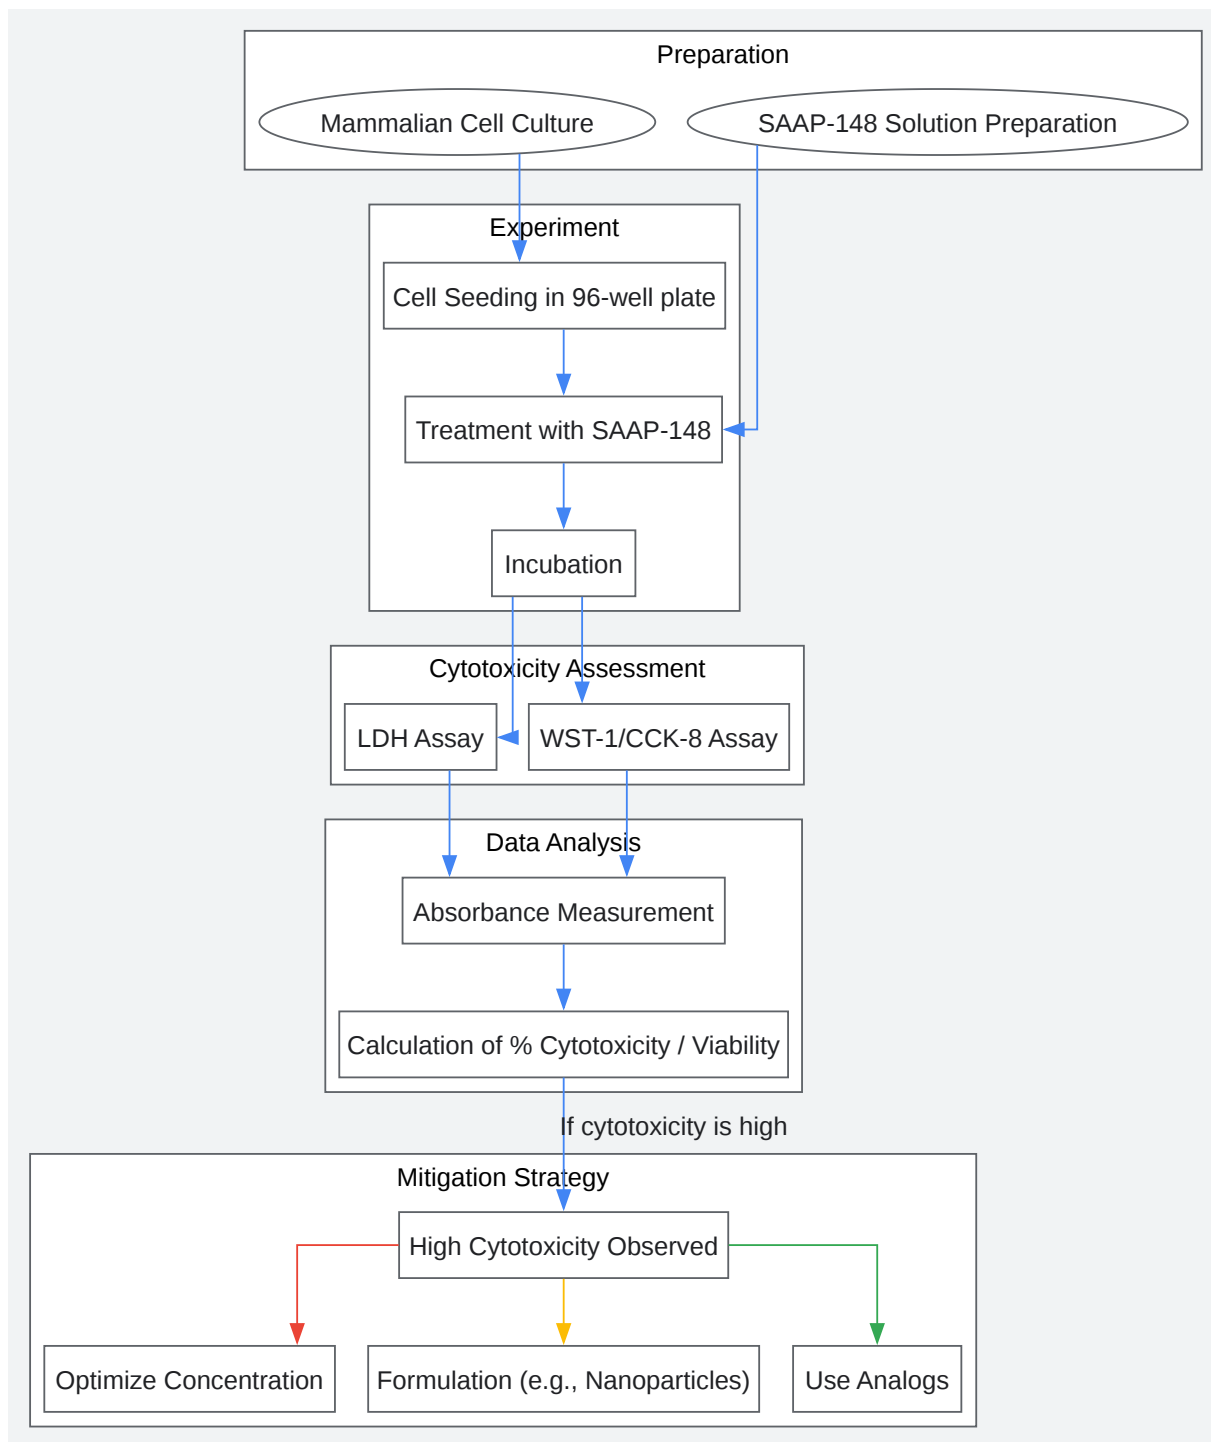 Preparation
Mammalian Cell Culture
SAAP-148 Solution Preparation
Experiment
Cell Seeding in 96-well plate
Treatment with SAAP-148
Incubation
Cytotoxicity Assessment
LDH Assay
WST-1/CCK-8 Assay
Data Analysis
Absorbance Measurement
Calculation of % Cytotoxicity / Viability
If cytotoxicity is high
Mitigation Strategy
High Cytotoxicity Observed
Optimize Concentration
Formulation (e.g., Nanoparticles)
Use Analogs